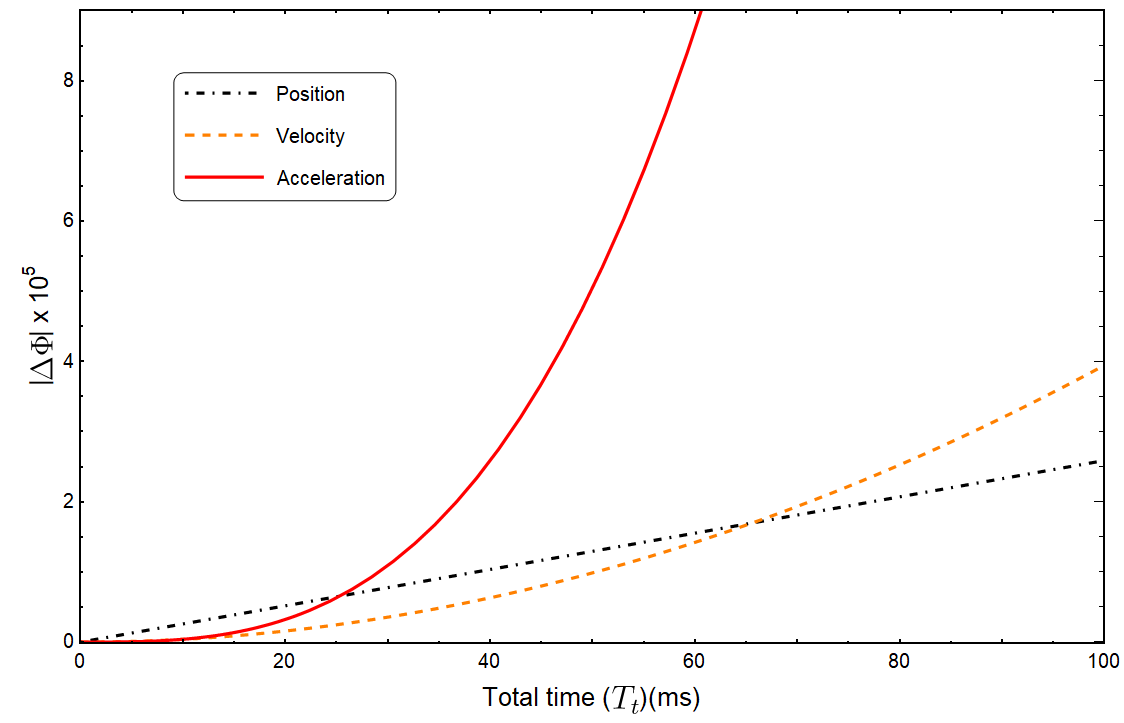 8
6
4
2
0
|ΔΦ| x 10⁵
Position
Velocity
Acceleration
0 20 40 60 80 100
Total time (Tₜ)(ms)